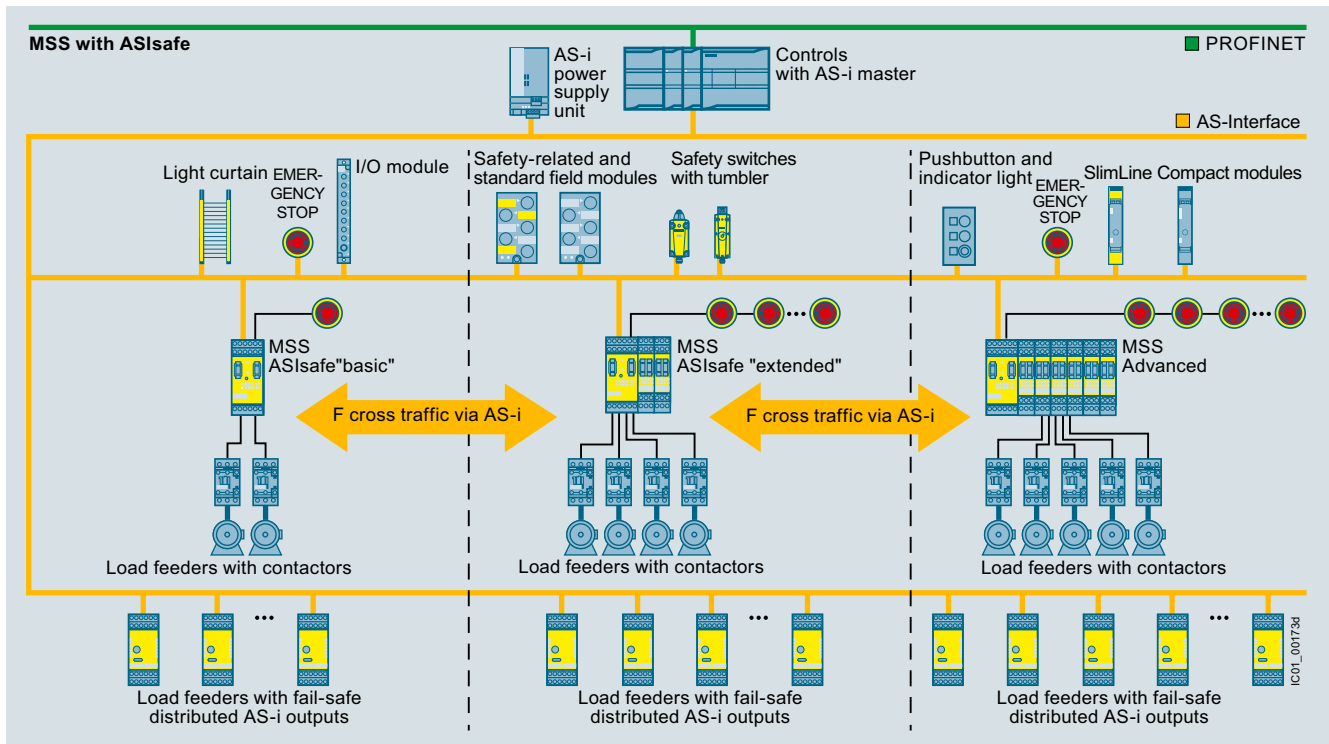 MSS with ASIsafe
PROFINET
AS-i
power
supply
unit
Controls
with AS-i master
AS-Interface
Light curtain
EMER-
GENCY
STOP
I/O module
Safety-related and
standard field modules
Safety switches
with tumbler
Pushbutton and
indicator light
EMER-
GENCY
STOP
SlimLine Compact modules
MSS
ASIsafe"basic"
MSS
ASIsafe "extended"
MSS
Advanced
F cross traffic via AS-i
F cross traffic via AS-i
Load feeders with contactors
Load feeders with contactors
Load feeders with contactors
Load feeders with fail-safe
distributed AS-i outputs
Load feeders with fail-safe
distributed AS-i outputs
Load feeders with fail-safe
distributed AS-i outputs
IC01_00173d